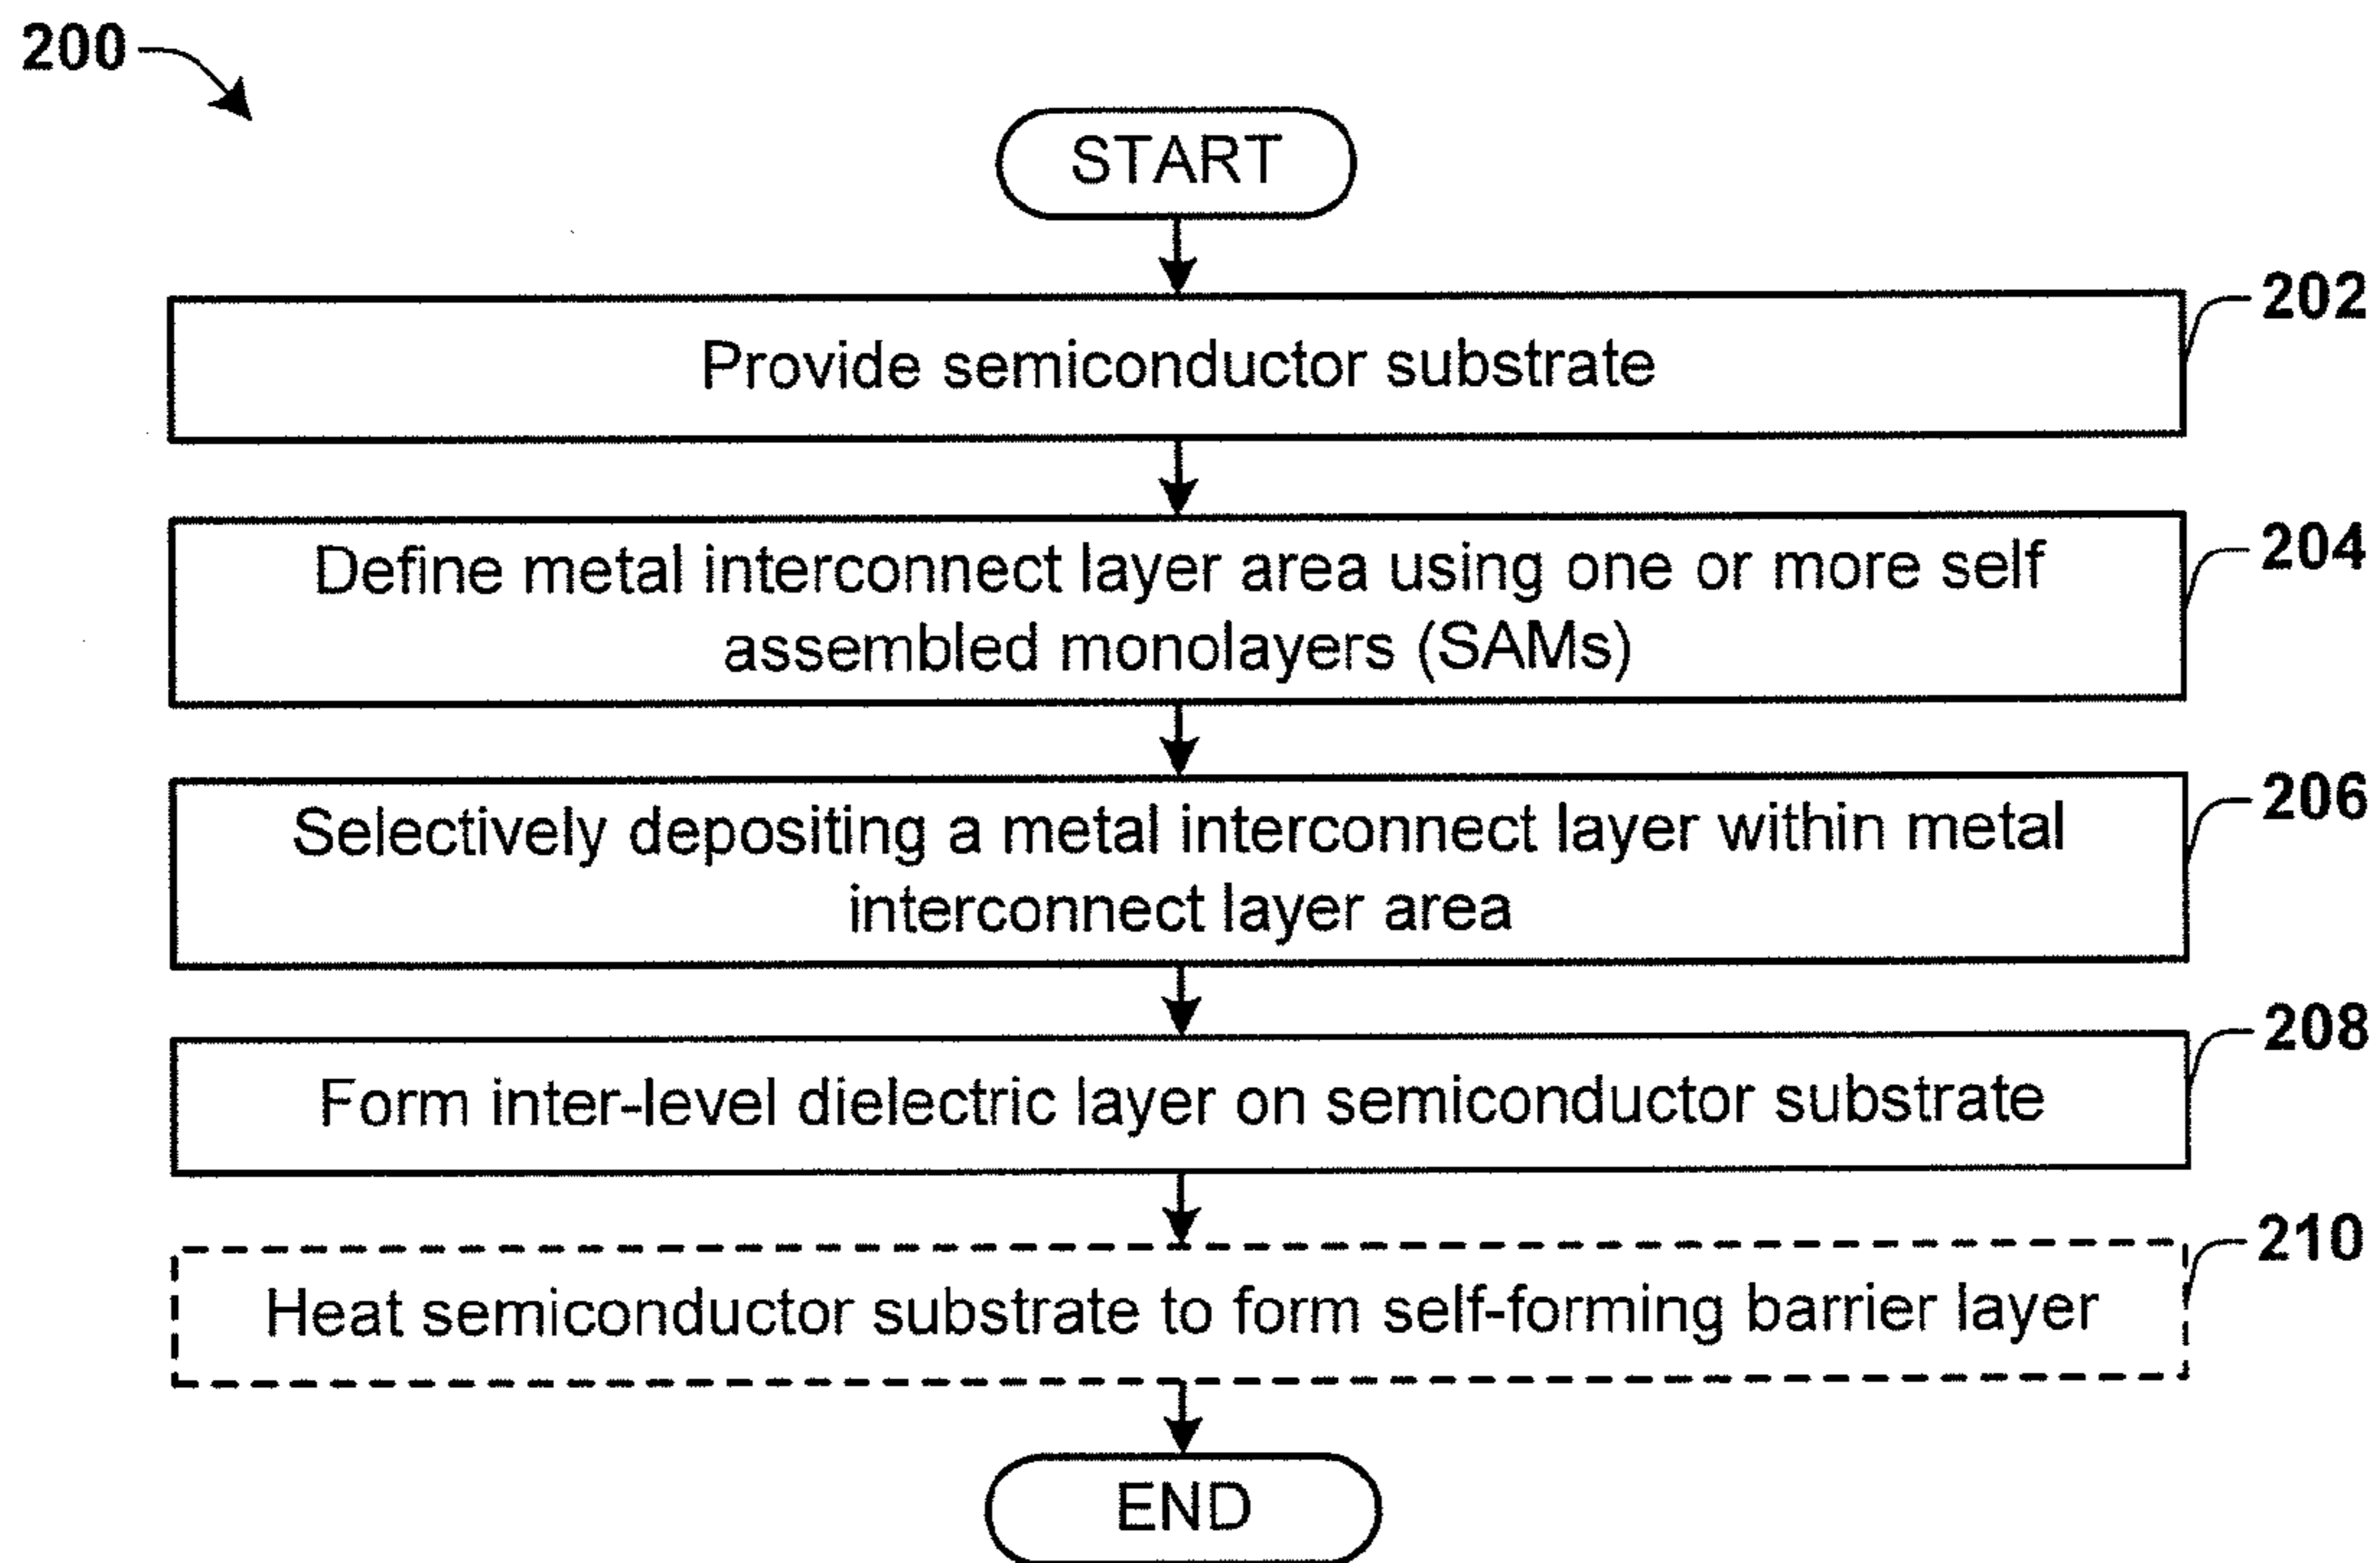 200
START
202
Provide semiconductor substrate
204
Define metal interconnect layer area using one or more self
assembled monolayers (SAMs)
206
Selectively depositing a metal interconnect layer within metal
interconnect layer area
208
Form inter-level dielectric layer on semiconductor substrate
210
Heat semiconductor substrate to form self-forming barrier layer
END